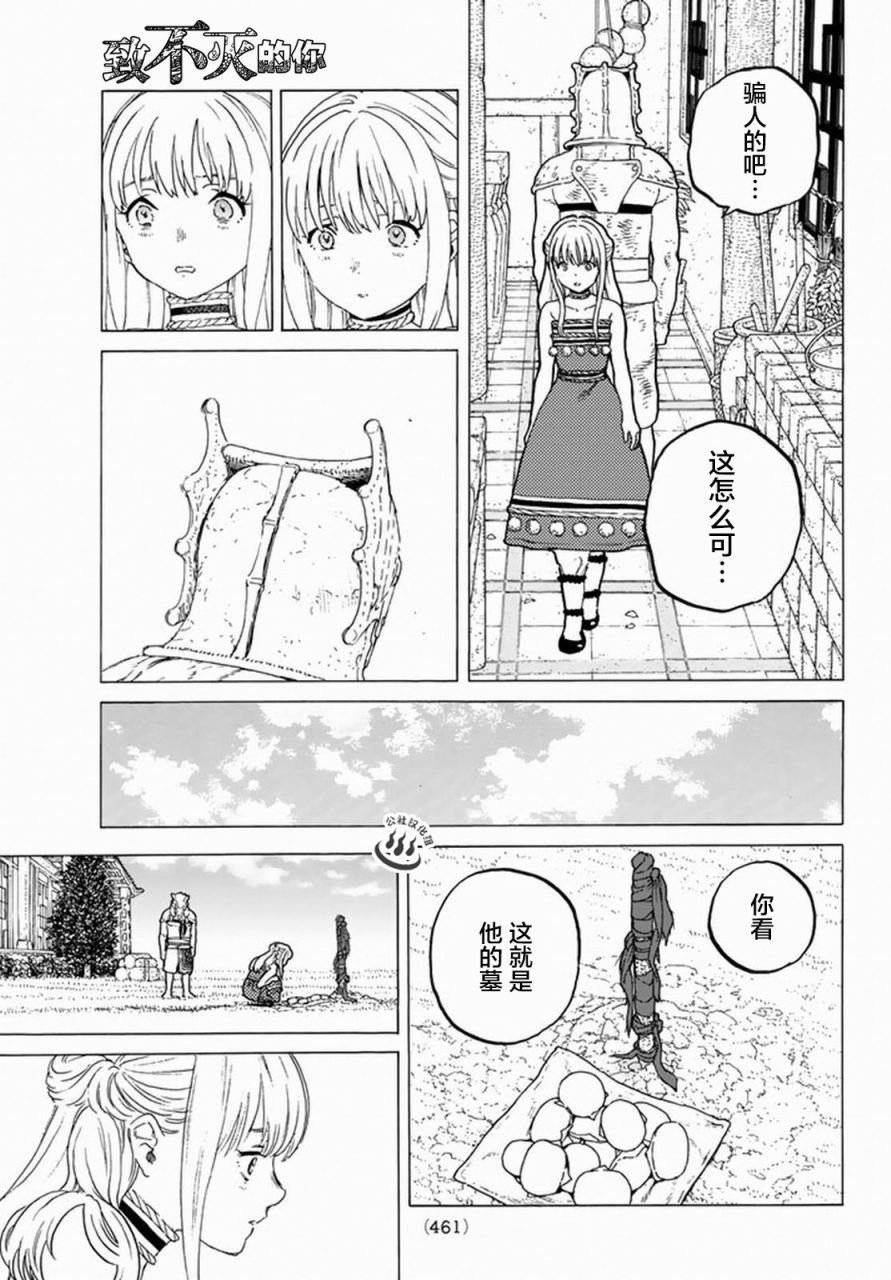 致不灭的你
骗人的吧…
这怎么可…
公社汉化组
你看
这就是
他的墓
(461)